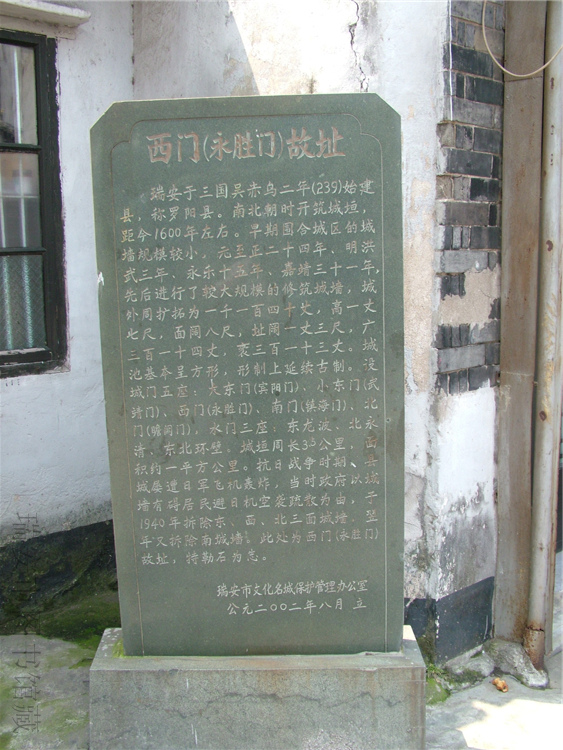 西门(永胜门)故址
瑞安于三国吴赤乌二年(239)始建
县，称罗阳县。南北朝时开筑城垣，
距今1600年左右。早期围合城区的城
墙规模较小，元至正二十四年、明洪
武三年、永乐十五年、嘉靖三十一年，
先后进行了较大规模的修筑城墙，城
外周扩拓为一千一百四十丈，高一丈
七尺，面阔八尺，址阔一丈三尺，广
三百一十四丈，袤三百一十三丈。城
池基本呈方形，形制上延续古制。设
城门五座：大东门(宾阳门)、小东门(武
靖门)、西门(永胜门)、南门(镇海门)、北
门(瞻阙门)，水门三座：东龙波、北永
清、东北环璧。城垣周长3.5公里，面
积约一平方公里。抗日战争时期、县
城屡遭日军飞机轰炸，当时政府以城
墙有碍居民避日机空袭疏散为由，于
1940年拆除东、西、北三面城墙。翌
年又拆除南城墙。此处为西门(永胜门)
故址，特勒石为志。
瑞安市文化名城保护管理办公室
公元二〇〇二年八月 立